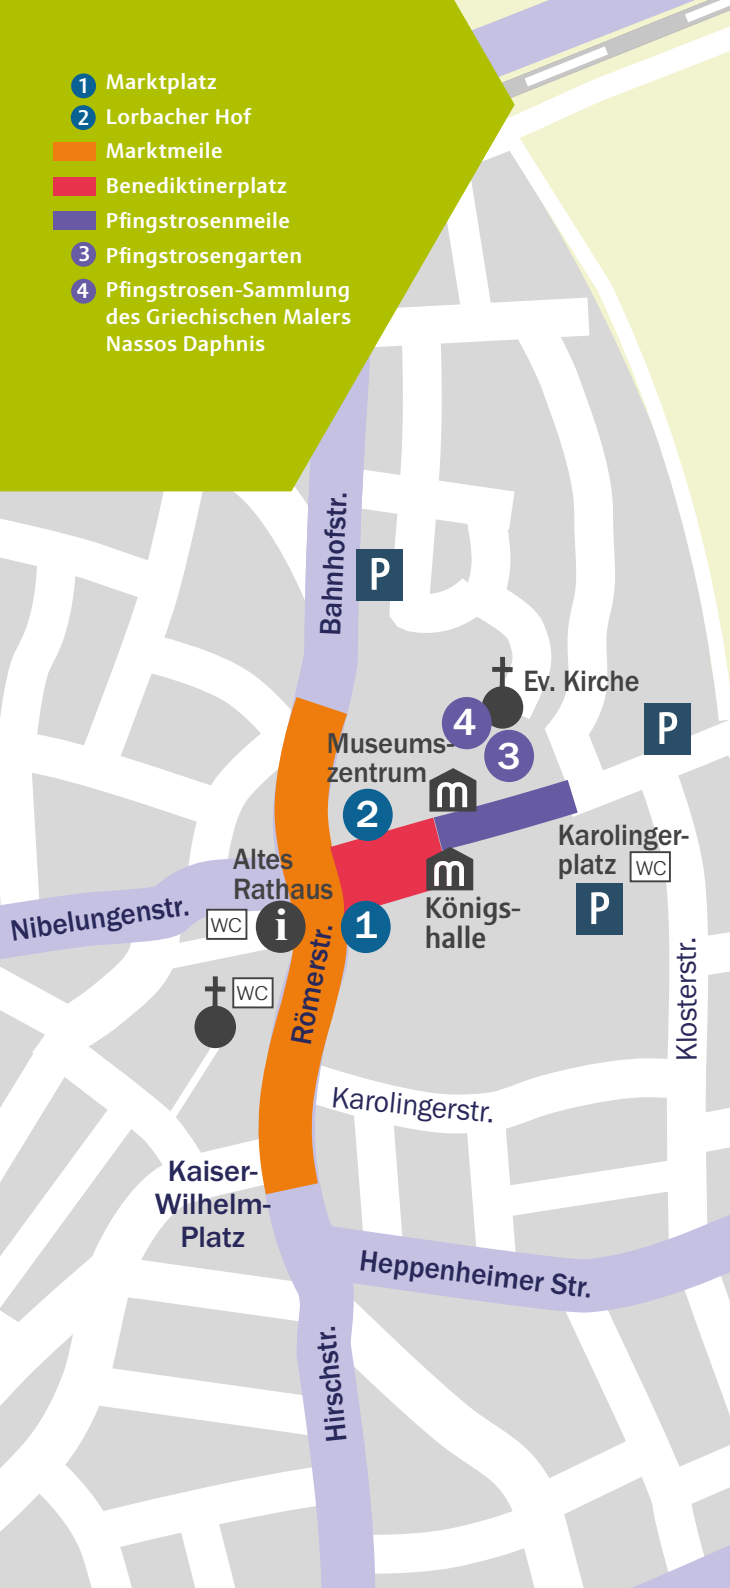 1 Marktplatz
2 Lorbacher Hof
Marktmeile
Benediktinerplatz
Pfingstrosenmeile
3 Pfingstrosengarten
4 Pfingstrosen-Sammlung
des Griechischen Malers
Nassos Daphnis
Bahnhofstr.
P
Ev. Kirche
4
3
P
Museums-
zentrum
m
2
Karolinger-
platz WC
P
Altes
Rathaus
m
Königs-
halle
Nibelungenstr.
WC
i
1
Römerstr.
WC
Klosterstr.
Karolingerstr.
Kaiser-
Wilhelm-
Platz
Heppenheimer Str.
Hirschstr.